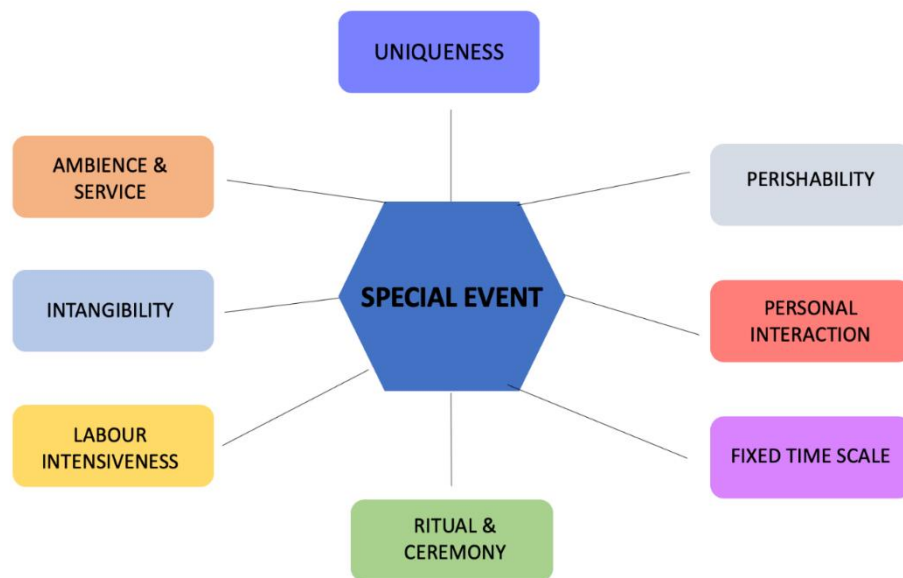 UNIQUENESS
AMBIENCE &
SERVICE
PERISHABILITY
INTANGIBILITY
SPECIAL EVENT
PERSONAL
INTERACTION
LABOUR
INTENSIVENESS
FIXED TIME SCALE
RITUAL &
CEREMONY